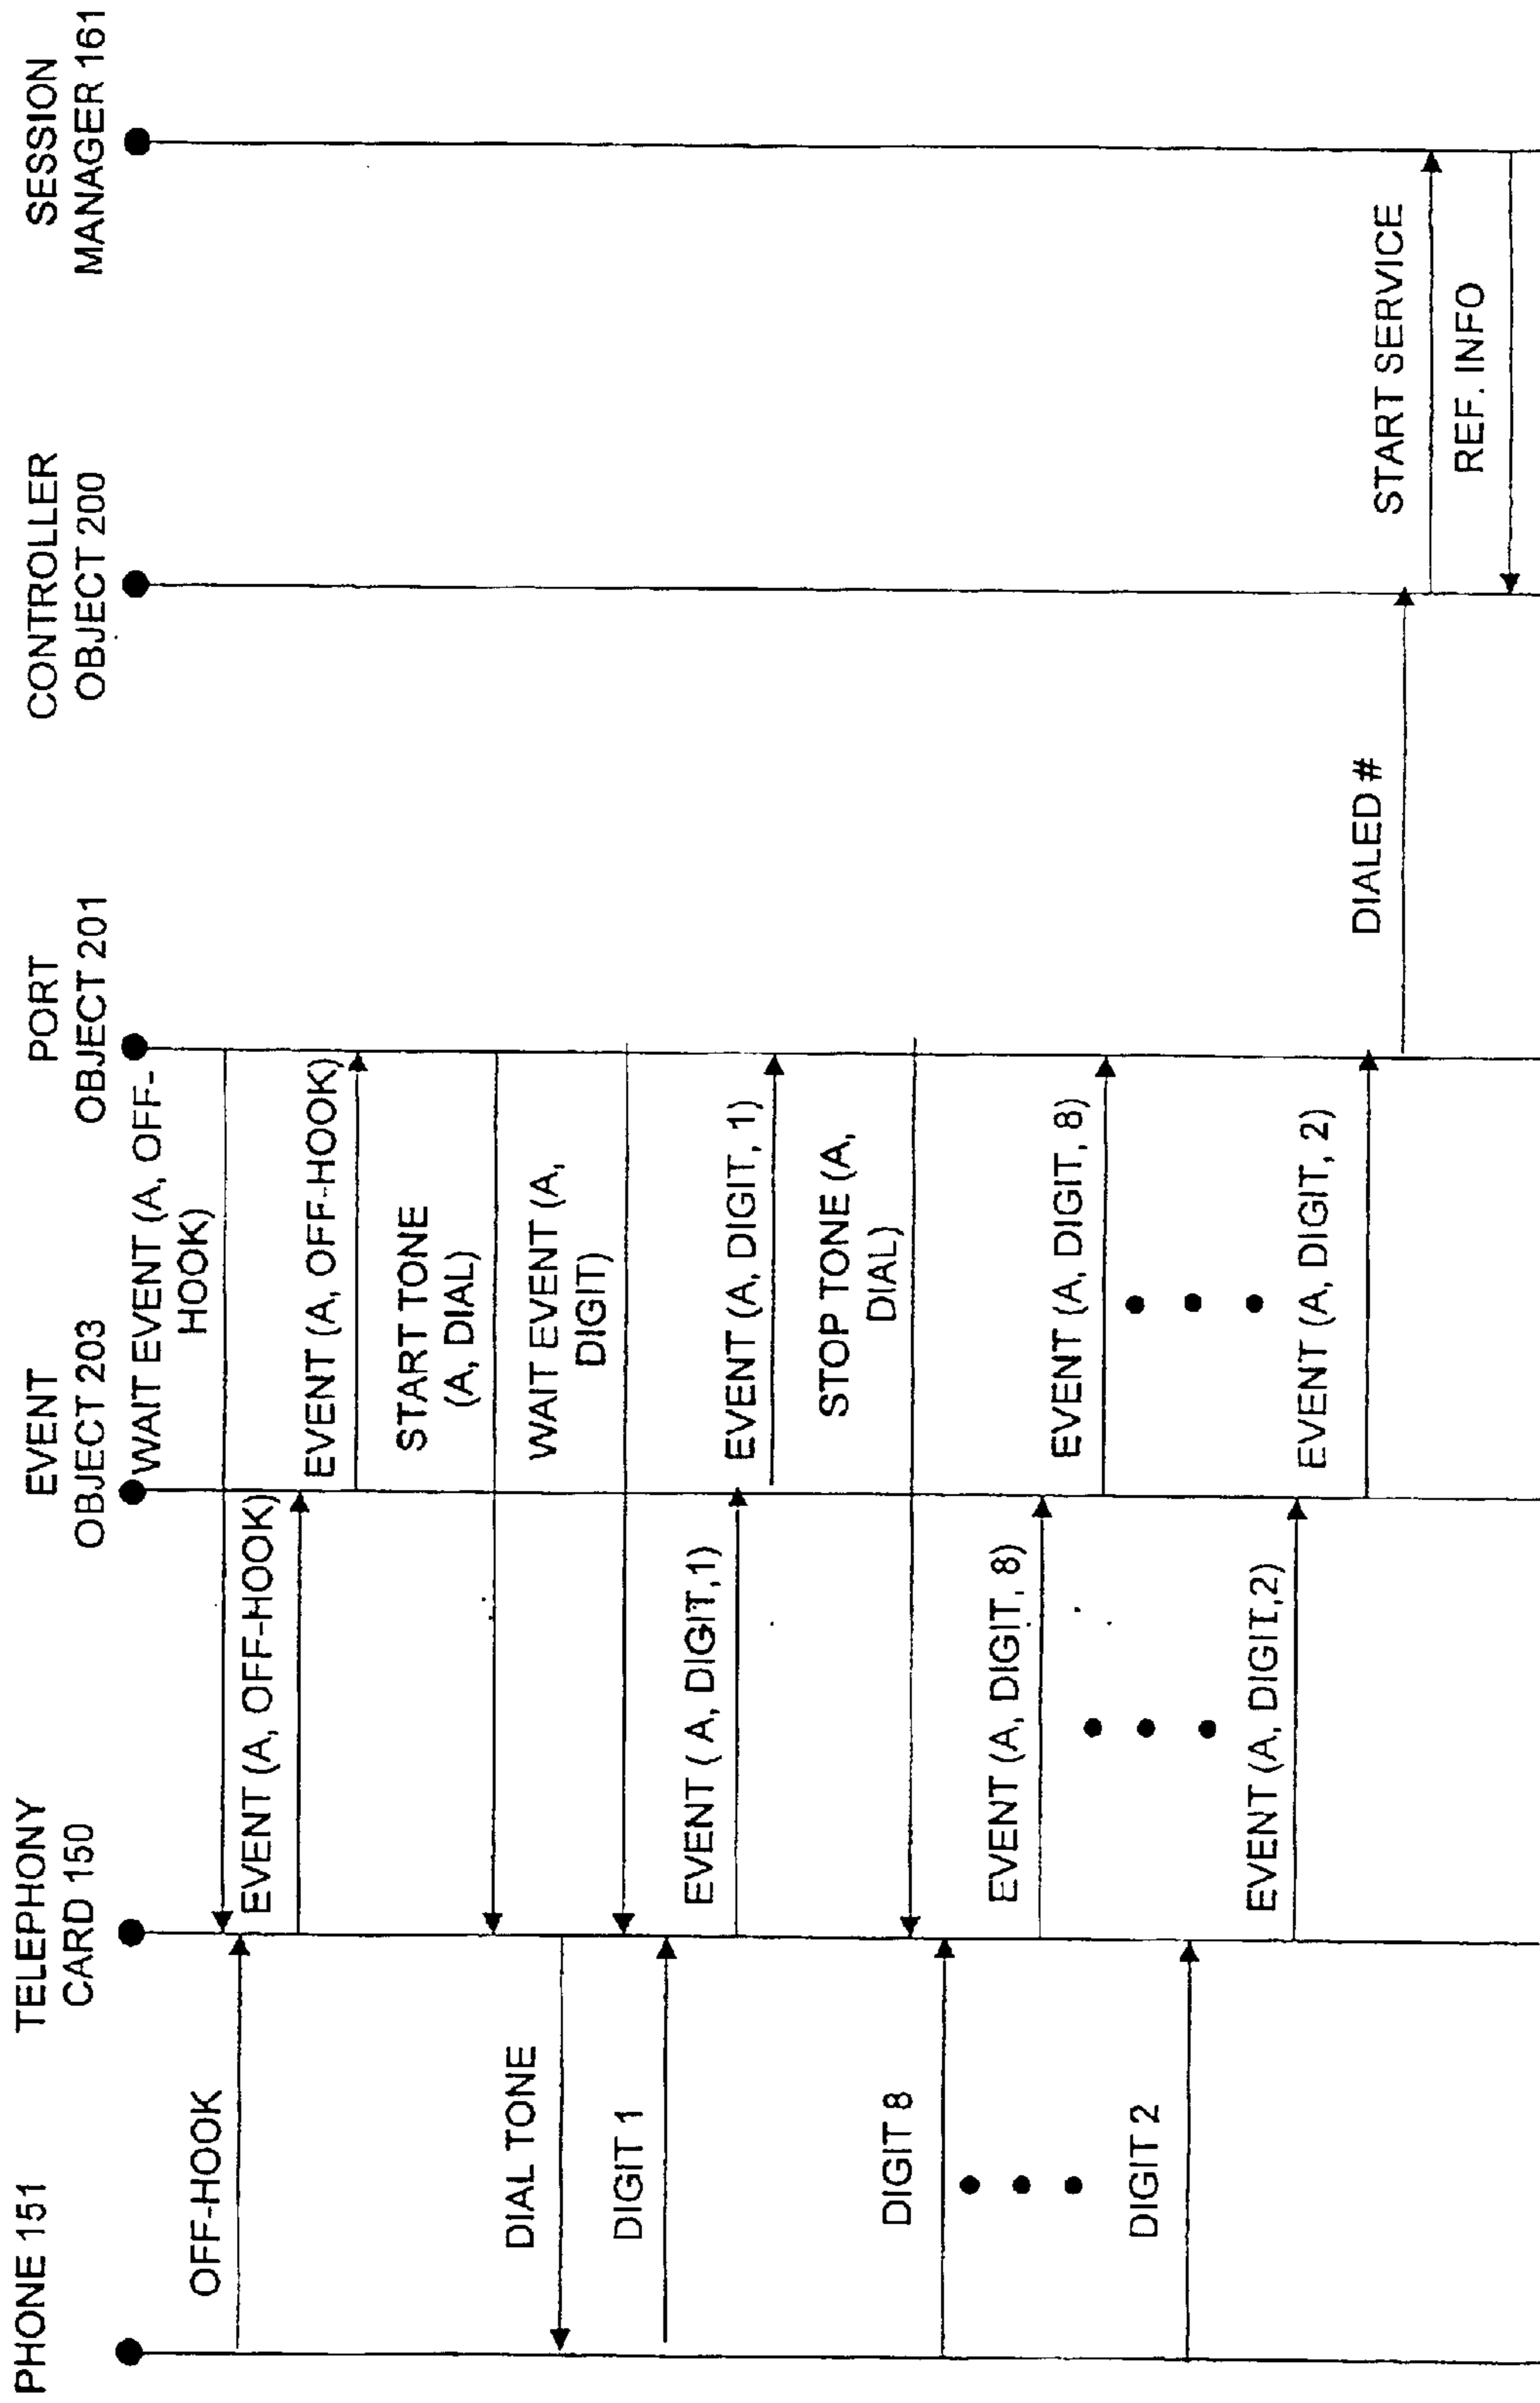 PHONE 151
TELEPHONY
CARD 150
EVENT
OBJECT 203
PORT
OBJECT 201
CONTROLLER
OBJECT 200
SESSION
MANAGER 161
WAIT EVENT (A, OFF-
HOOK)
OFF-HOOK
EVENT (A, OFF-HOOK)
EVENT (A, OFF-HOOK)
START TONE
(A, DIAL)
DIAL TONE
WAIT EVENT (A,
DIGIT)
DIGIT 1
EVENT ( A, DIGIT,1)
EVENT (A, DIGIT, 1)
STOP TONE (A,
DIAL)
DIGIT 8
EVENT (A, DIGIT, 8)
EVENT (A, DIGIT, 8)
DIGIT 2
EVENT (A, DIGIT,2)
EVENT (A, DIGIT, 2)
DIALED #
START SERVICE
REF. INFO